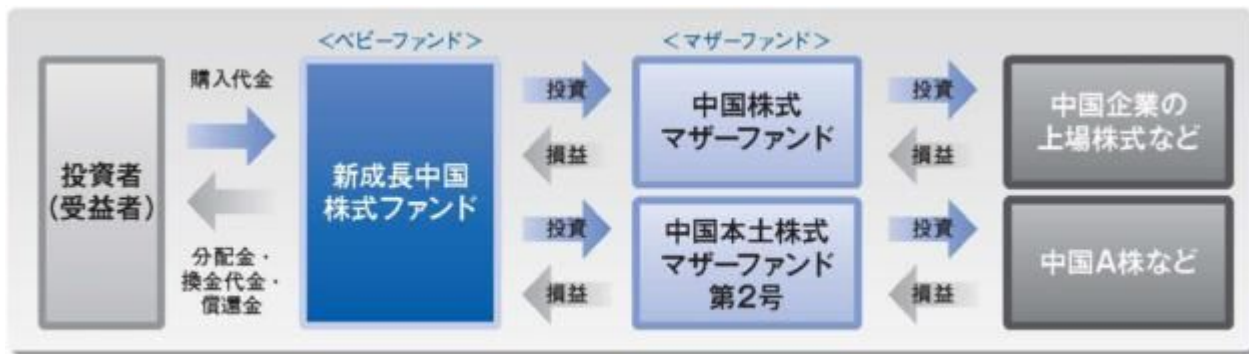 <ベビーファンド>
<マザーファンド>
投資者
(受益者)
購入代金
分配金・
換金代金・
償還金
新成長中国
株式ファンド
投資
損益
中国株式
マザーファンド
投資
損益
中国企業の
上場株式など
投資
損益
中国本土株式
マザーファンド
第2号
投資
損益
中国A株など